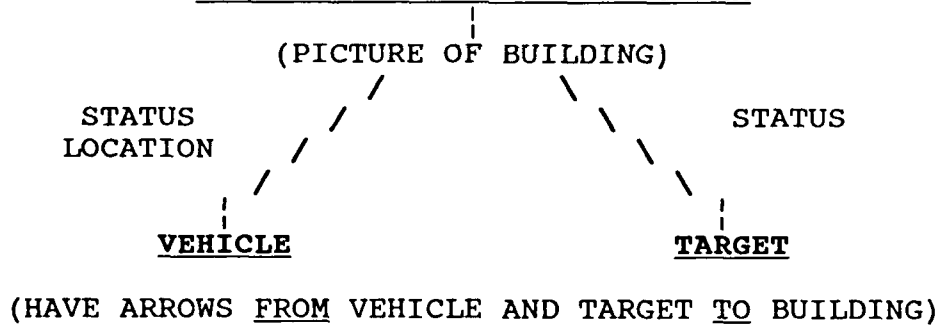 (PICTURE OF BUILDING)
STATUS STATUS
LOCATION
VEHICLE TARGET
(HAVE ARROWS FROM VEHICLE AND TARGET TO BUILDING)